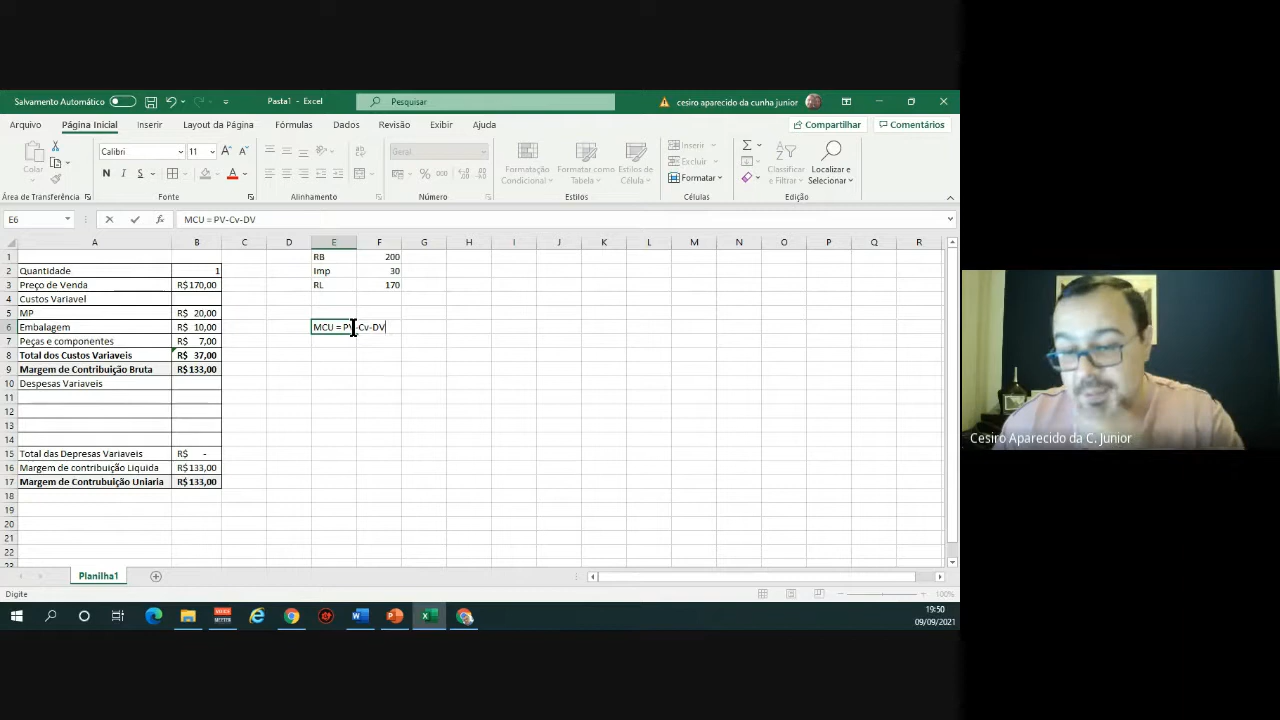 Salvamento Automático
Pasta1 - Excel
Pesquisar
cesiro aparecido da cunha junior
Arquivo Página Inicial Inserir Layout da Página Fórmulas Dados Revisão Exibir Ajuda
Compartilhar Comentários
Colar
Calibri 11
N I S
Geral
Formatação Condicional
Formatar como Tabela
Estilos de Célula
Inserir
Excluir
Formatar
Classificar e Filtrar
Localizar e Selecionar
Área de Transferência Fonte Alinhamento Número Estilos Células Edição
E6 MCU = PV-Cv-DV
A B C D E F G H I J K L M N O P Q R
1 RB 200
2 Quantidade 1 Imp 30
3 Preço de Venda R$ 170,00 RL 170
4 Custos Variavel
5 MP R$ 20,00
6 Embalagem R$ 10,00 MCU = PV-Cv-DV
7 Peças e componentes R$ 7,00
8 Total dos Custos Variaveis R$ 37,00
9 Margem de Contribuição Bruta R$ 133,00
10 Despesas Variaveis
11
12
13
14
15 Total das Depresas Variaveis R$ -
16 Margem de contribuição Liquida R$ 133,00
17 Margem de Contrubuição Uniaria R$ 133,00
18
19
20
21
22
23
Planilha1
Digite
100%
19:50
09/09/2021
Cesiro Aparecido da C. Junior